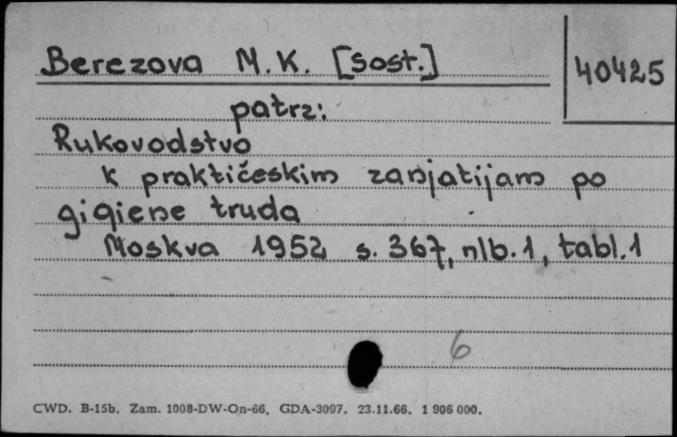 Berezova M. K. [sost.]
40425
patrz:
Rukovodstvo
k praktičeskim zanjatijam po
gigiene truda
Moskva 1952 s. 367, nlb. 1, tabl. 1
6
CWD. B-15b. Zam. 1008-DW-On-66. GDA-3097. 23.11.66. 1 906 000.